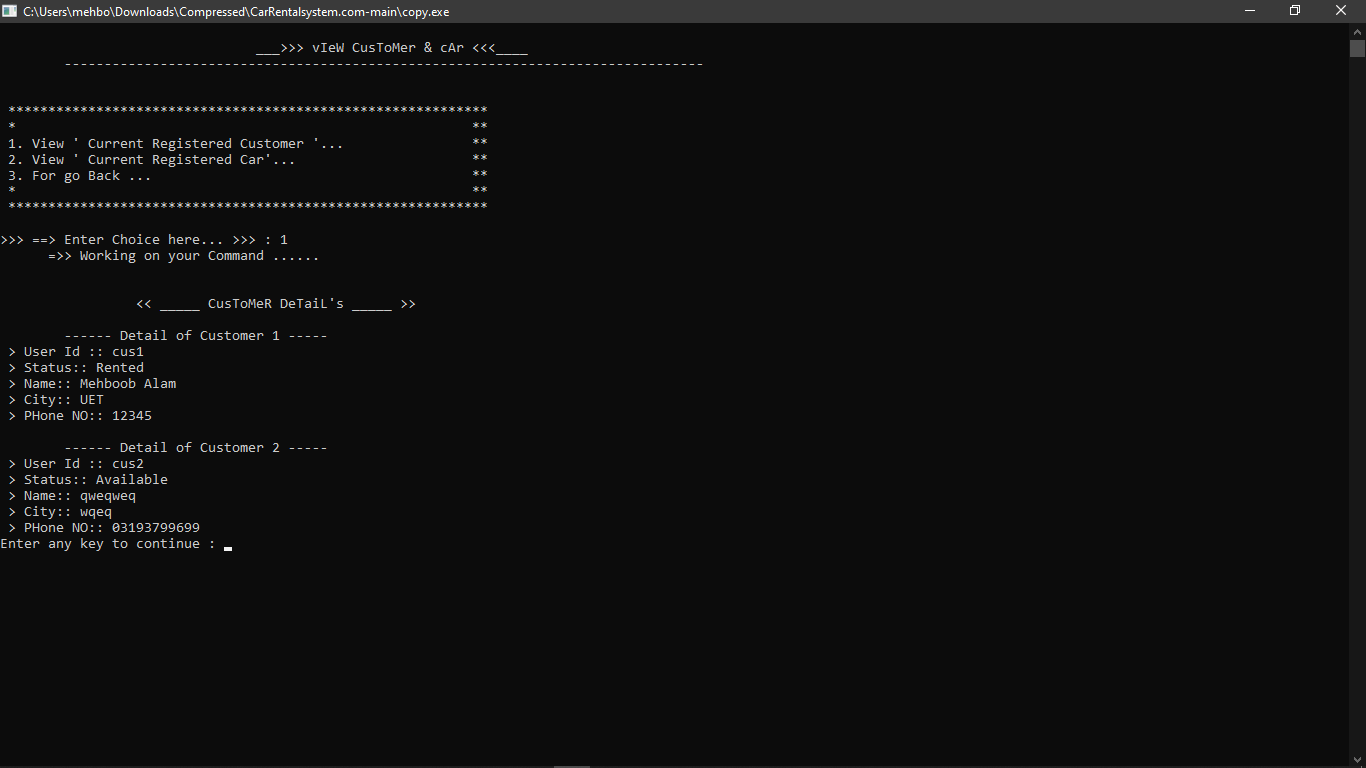 C:\Users\mehbo\Downloads\Compressed\CarRentalsystem.com-main\copy.exe
___>>> vIeW CusToMer & cAr <<<____
--------------------------------------------------------------------------------
************************************************************
* **
1. View ' Current Registered Customer '... **
2. View ' Current Registered Car'... **
3. For go Back ... **
* **
************************************************************
>>> ==> Enter Choice here... >>> : 1
=>> Working on your Command ......
<< _____ CusToMeR DeTaiL's _____ >>
------ Detail of Customer 1 -----
> User Id :: cus1
> Status:: Rented
> Name:: Mehboob Alam
> City:: UET
> PHone NO:: 12345
------ Detail of Customer 2 -----
> User Id :: cus2
> Status:: Available
> Name:: qweqweq
> City:: wqeq
> PHone NO:: 03193799699
Enter any key to continue :